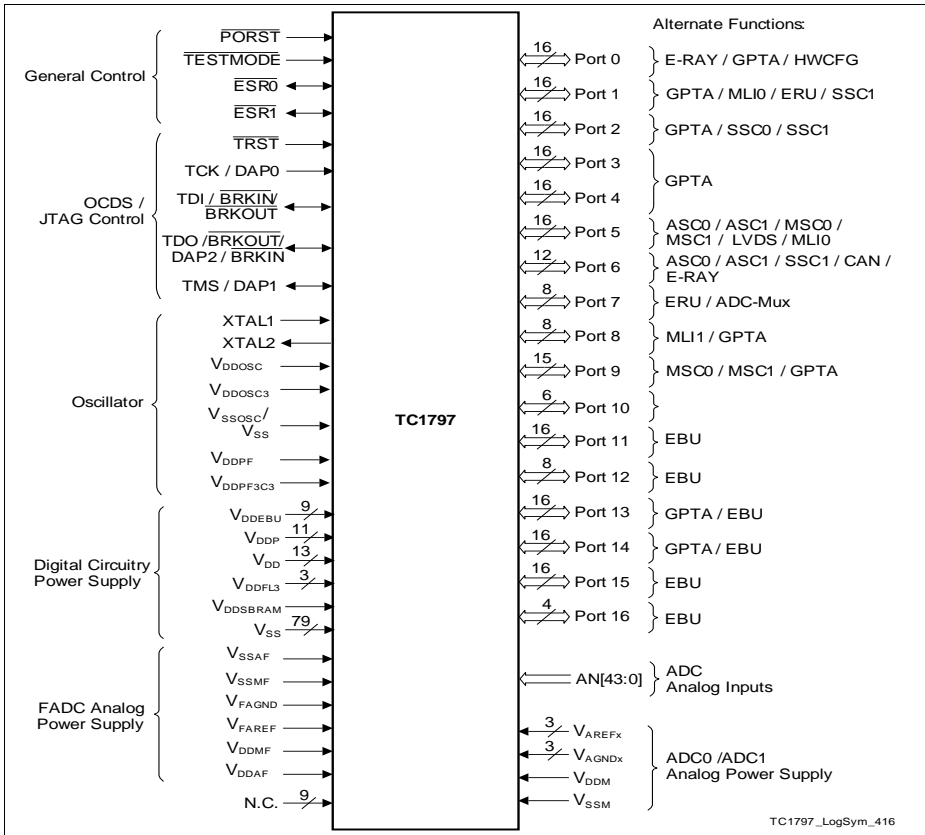 General Control
PORST
TESTMODE
ESR0
ESR1
OCDS /
JTAG Control
TRST
TCK / DAP0
TDI / BRKIN/
BRKOUT
TDO /BRKOUT/
DAP2 / BRKIN
TMS / DAP1
Oscillator
XTAL1
XTAL2
VDDOSC
VDDOSC3
VSSOSC/
VSS
VDDPF
VDDPF3C3
Digital Circuitry
Power Supply
VDDEBU 9
VDDP 11
VDD 13
VDDFL3 3
VDDSBRAM
VSS 79
FADC Analog
Power Supply
VSSAF
VSSMF
VFAGND
VFAREF
VDDMF
VDDAF
N.C. 9
TC1797
Alternate Functions:
16 Port 0 E-RAY / GPTA / HWCFG
16 Port 1 GPTA / MLI0 / ERU / SSC1
16 Port 2 GPTA / SSC0 / SSC1
16 Port 3
GPTA
16 Port 4
16 Port 5 ASC0 / ASC1 / MSC0 /
MSC1 / LVDS / MLI0
12 Port 6 ASC0 / ASC1 / SSC1 / CAN /
E-RAY
8 Port 7 ERU / ADC-Mux
8 Port 8 MLI1 / GPTA
15 Port 9 MSC0 / MSC1 / GPTA
6 Port 10
16 Port 11 EBU
8 Port 12 EBU
16 Port 13 GPTA / EBU
16 Port 14 GPTA / EBU
16 Port 15 EBU
4 Port 16 EBU
AN[43:0] ADC
Analog Inputs
3 VAREFx
3 VAGNDx
VDDM
VSSM
ADC0 /ADC1
Analog Power Supply
TC1797_LogSym_416